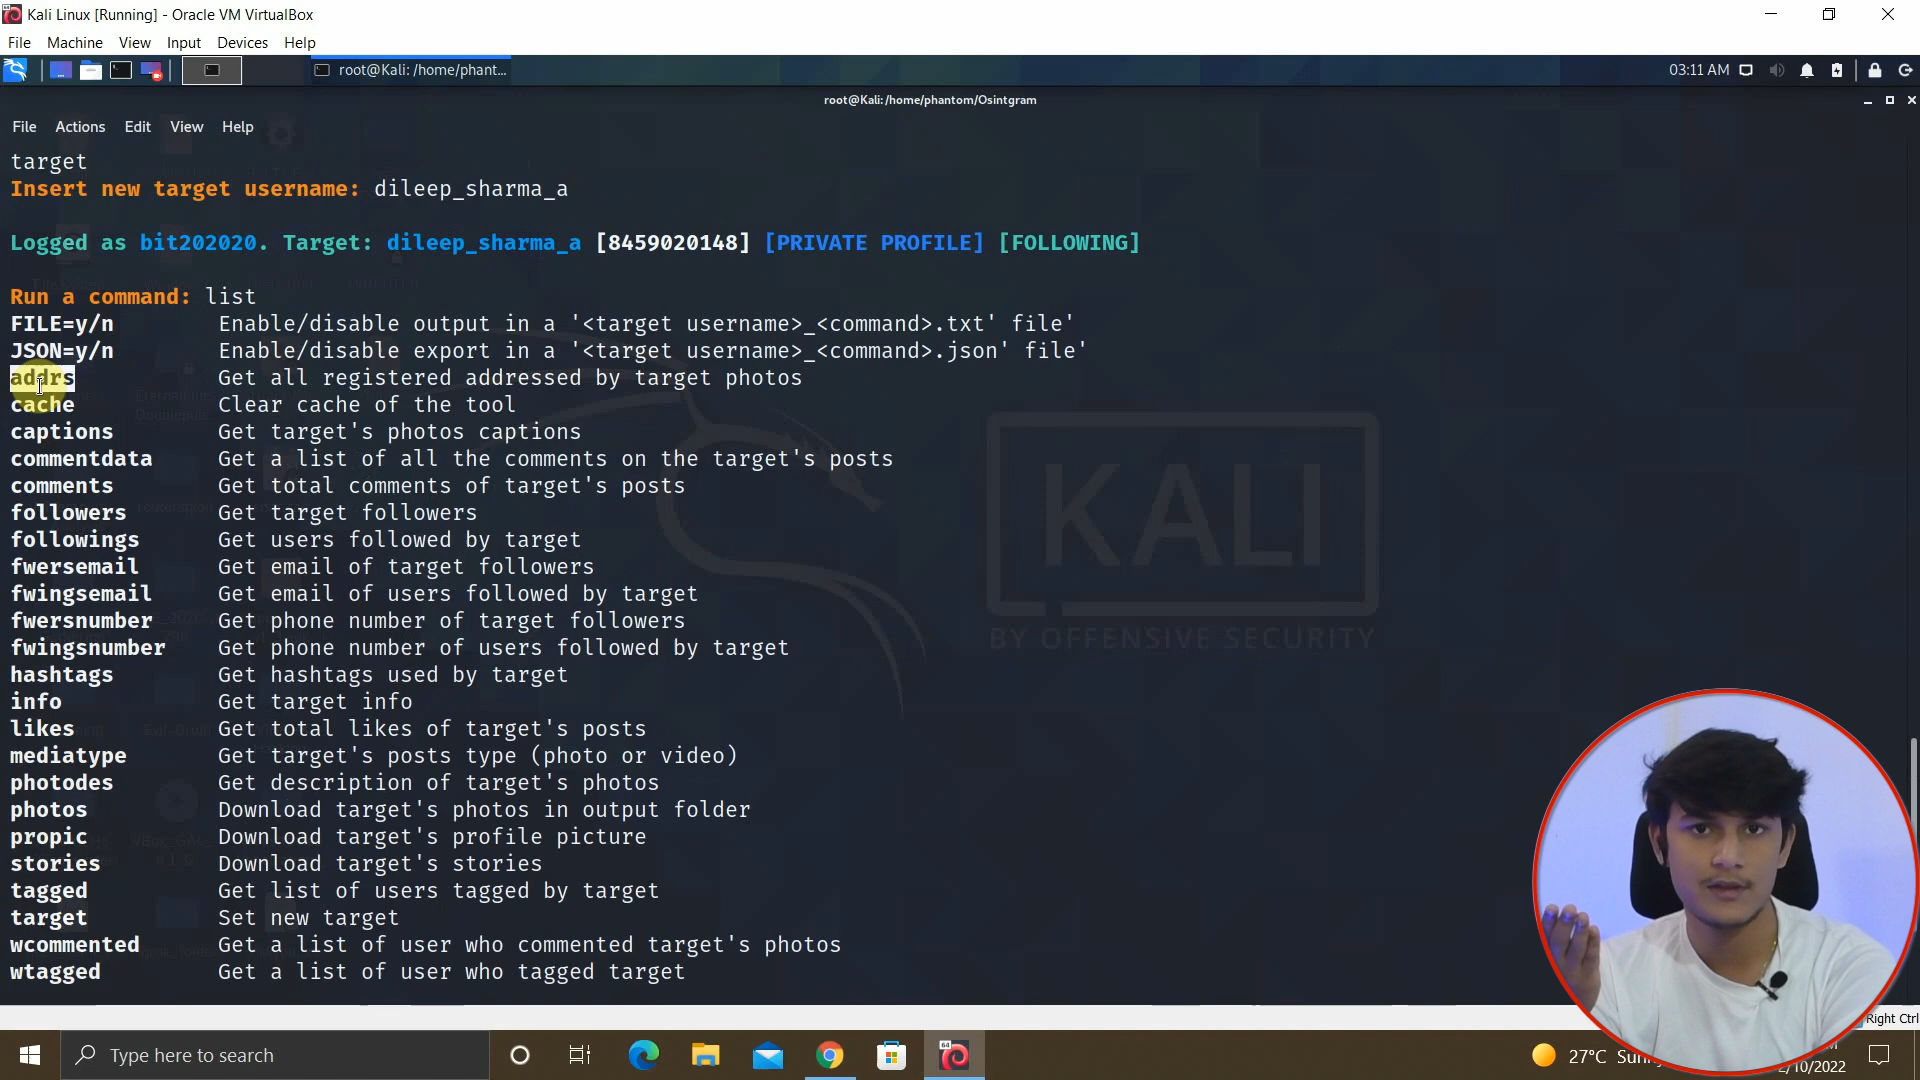 Kali Linux [Running] - Oracle VM VirtualBox
File Machine View Input Devices Help
root@Kali: /home/phant...
03:11 AM
root@Kali:/home/phantom/Osintgram
File Actions Edit View Help
target
Insert new target username: dileep_sharma_a
Logged as bit202020. Target: dileep_sharma_a [8459020148] [PRIVATE PROFILE] [FOLLOWING]
Run a command: list
FILE=y/n Enable/disable output in a '<target username>_<command>.txt' file'
JSON=y/n Enable/disable export in a '<target username>_<command>.json' file'
addrs Get all registered addressed by target photos
cache Clear cache of the tool
captions Get target's photos captions
commentdata Get a list of all the comments on the target's posts
comments Get total comments of target's posts
followers Get target followers
followings Get users followed by target
fwersemail Get email of target followers
fwingsemail Get email of users followed by target
fwersnumber Get phone number of target followers
fwingsnumber Get phone number of users followed by target
hashtags Get hashtags used by target
info Get target info
likes Get total likes of target's posts
mediatype Get target's posts type (photo or video)
photodes Get description of target's photos
photos Download target's photos in output folder
propic Download target's profile picture
stories Download target's stories
tagged Get list of users tagged by target
target Set new target
wcommented Get a list of user who commented target's photos
wtagged Get a list of user who tagged target
KALI
BY OFFENSIVE SECURITY
Right Ctrl
Type here to search
27°C
/10/2022